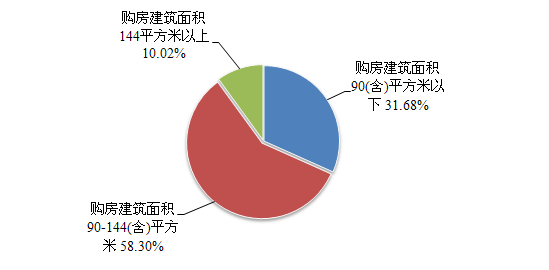 购房建筑面积
144平方米以上
10.02%
购房建筑面积
90(含)平方米以
下 31.68%
购房建筑面积
90-144(含)平方
米 58.30%